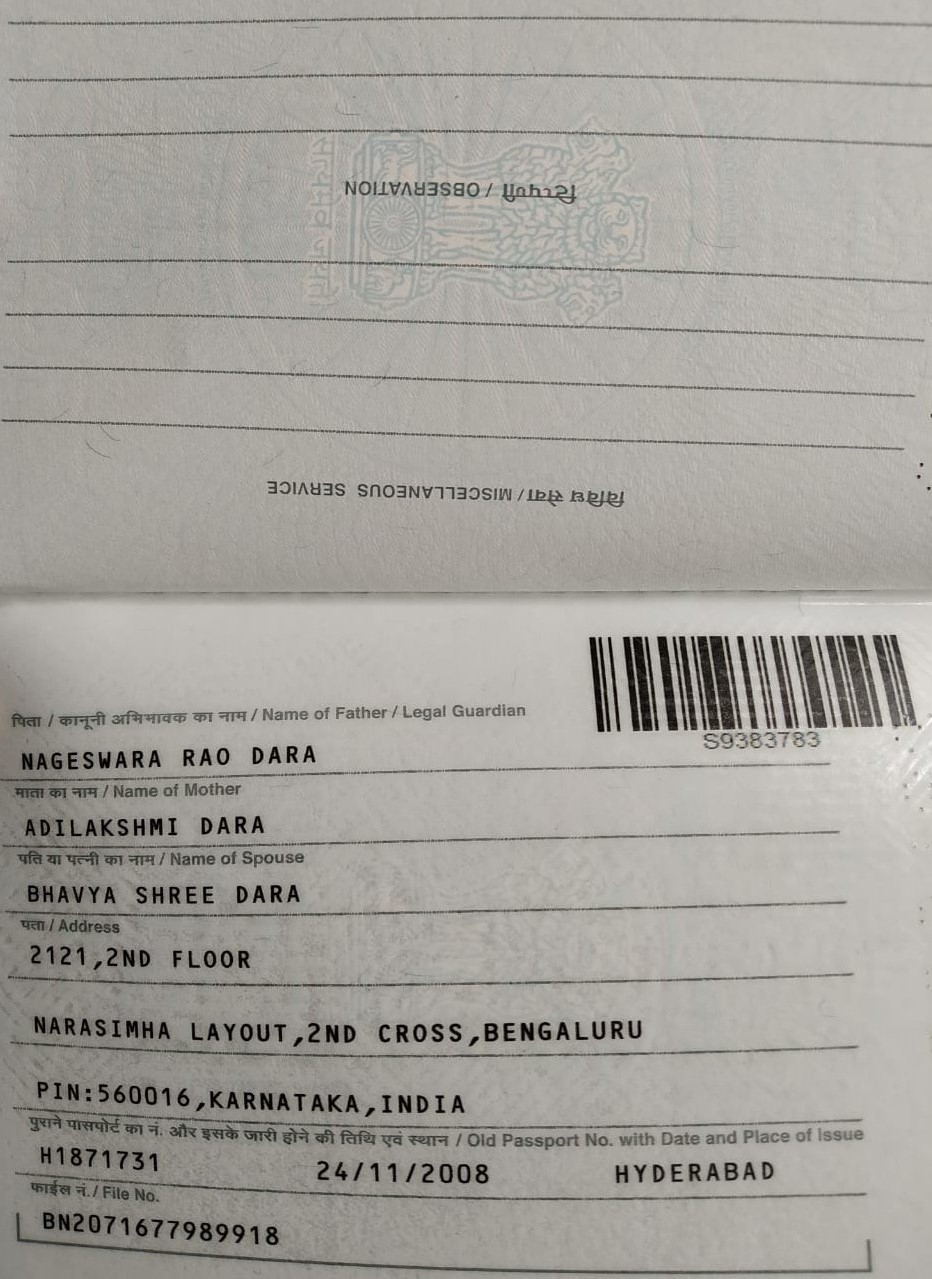 टिप्पणी / OBSERVATION
विविध सेवा / MISCELLANEOUS SERVICE
S9383783
पिता / कानूनी अभिभावक का नाम / Name of Father / Legal Guardian
NAGESWARA RAO DARA
माता का नाम / Name of Mother
ADILAKSHMI DARA
पति या पत्नी का नाम / Name of Spouse
BHAVYA SHREE DARA
पता / Address
2121,2ND FLOOR
NARASIMHA LAYOUT,2ND CROSS,BENGALURU
PIN:560016,KARNATAKA,INDIA
पुराने पासपोर्ट का नं. और इसके जारी होने की तिथि एवं स्थान / Old Passport No. with Date and Place of Issue
H1871731 24/11/2008 HYDERABAD
फाईल नं. / File No.
BN2071677989918